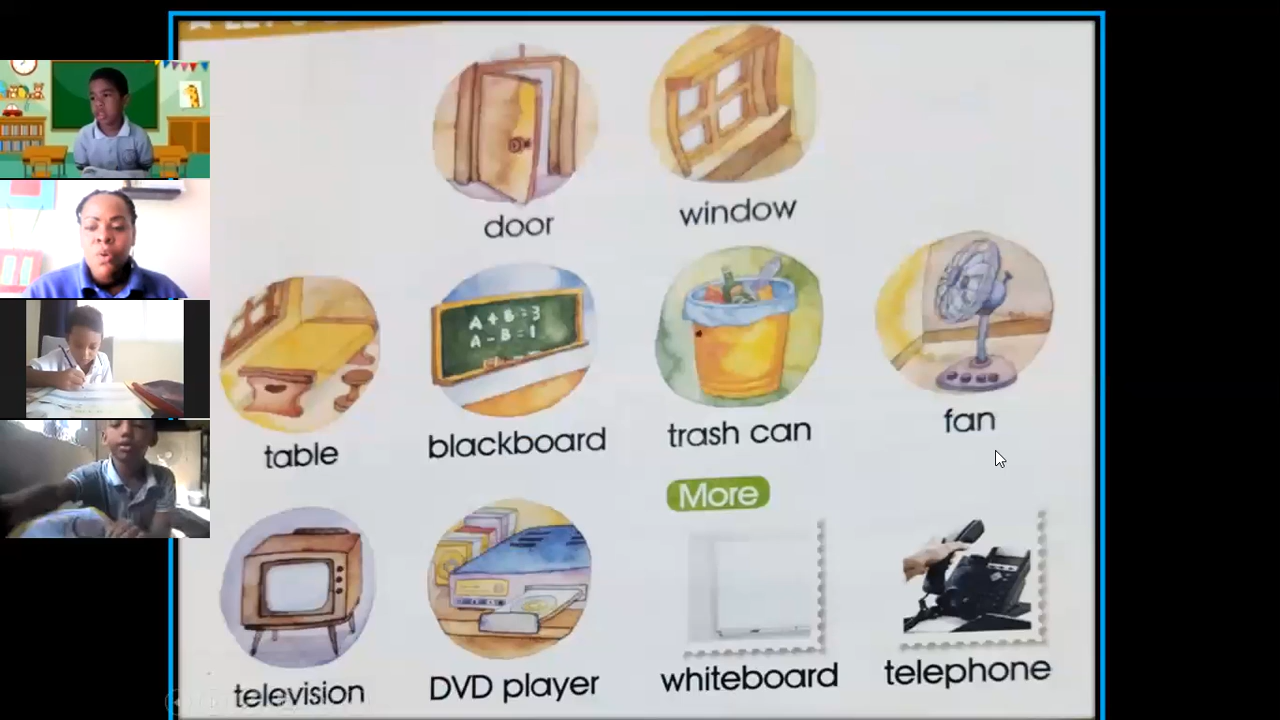 door
window
table
blackboard
A + B = 3
A - B = 1
trash can
fan
More
television
DVD player
whiteboard
telephone